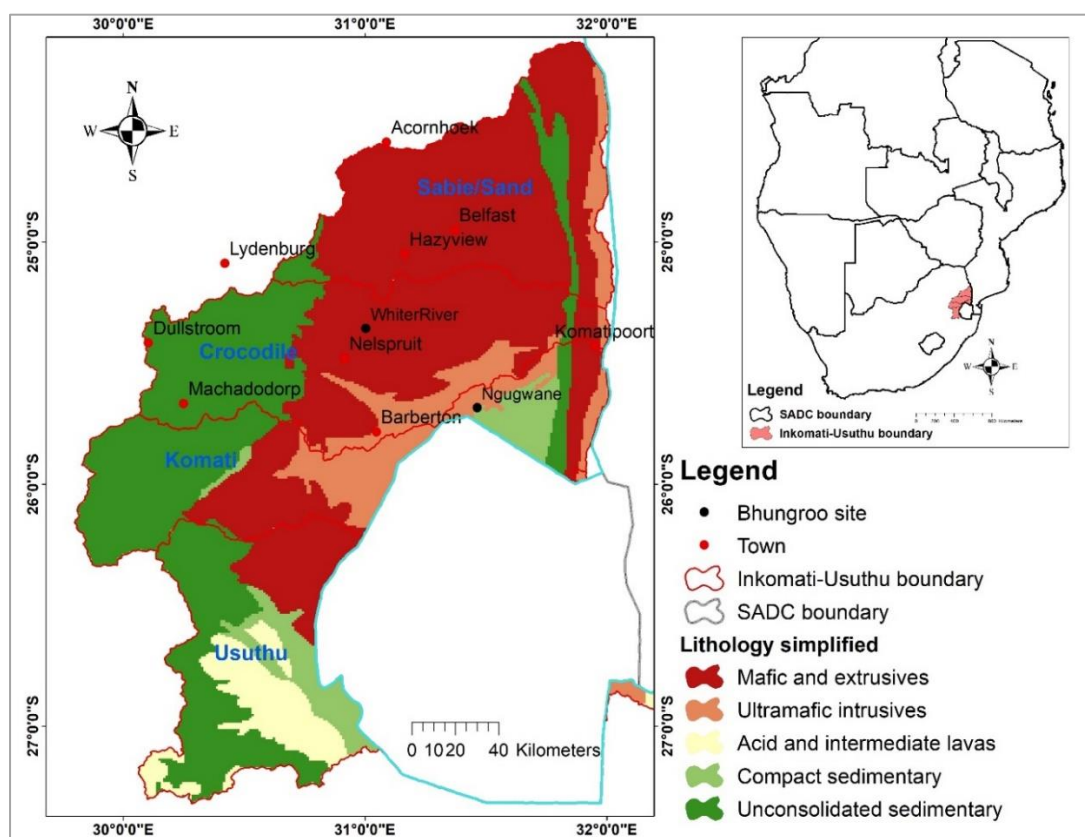 30°0'0"E
31°0'0"E
32°0'0"E
N
W
E
S
Acornhoek
Sabie/Sand
Belfast
Hazyview
25°0'0"S
25°0'0"S
Lydenburg
WhiterRiver
Dullstroom
Komatipoort
Crocodile
Nelspruit
Machadodorp
Ngugwane
Barberton
Komati
26°0'0"S
26°0'0"S
Usuthu
27°0'0"S
27°0'0"S
0 10 20 40 Kilometers
30°0'0"E
31°0'0"E
32°0'0"E
N
W
E
S
Legend
SADC boundary
Inkomati-Usuthu boundary
Legend
Bhungroo site
Town
Inkomati-Usuthu boundary
SADC boundary
Lithology simplified
Mafic and extrusives
Ultramafic intrusives
Acid and intermediate lavas
Compact sedimentary
Unconsolidated sedimentary